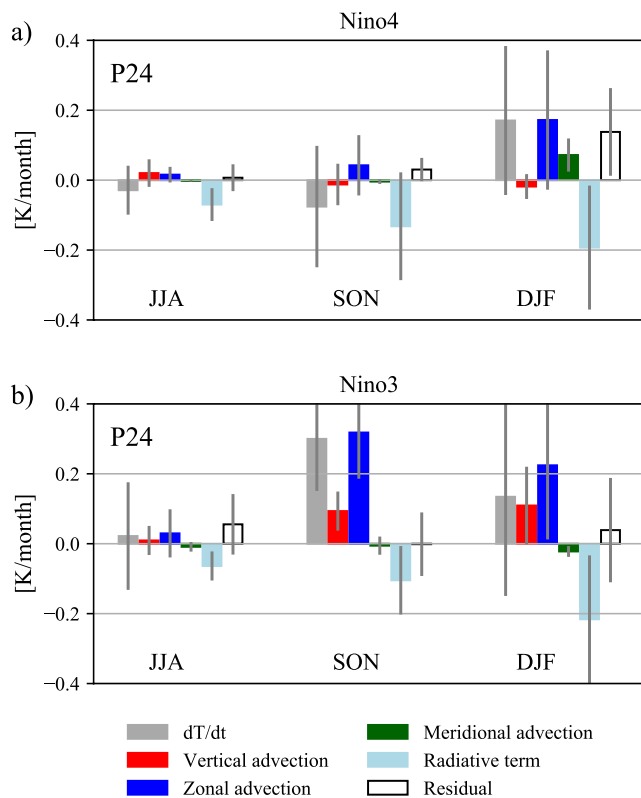 a)
Nino4
P24
[K/month]
0.4
0.2
0.0
−0.2
−0.4
JJA
SON
DJF
b)
Nino3
P24
[K/month]
0.4
0.2
0.0
−0.2
−0.4
JJA
SON
DJF
dT/dt
Vertical advection
Zonal advection
Meridional advection
Radiative term
Residual